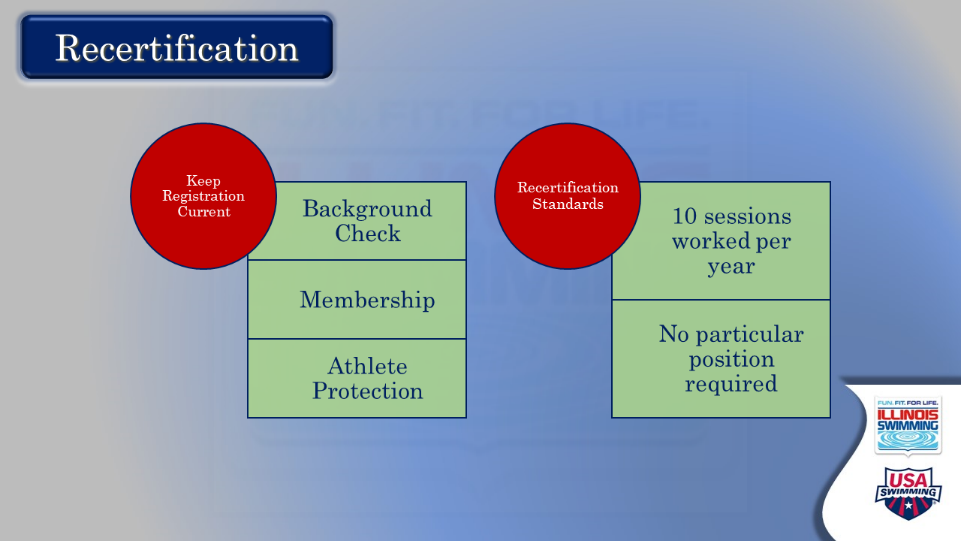 Recertification
Keep
Registration
Current
Background
Check
Membership
Athlete
Protection
Recertification
Standards
10 sessions
worked per
year
No particular
position
required
FUN. FIT. FOR LIFE.
ILLINOIS
SWIMMING
USA
SWIMMING